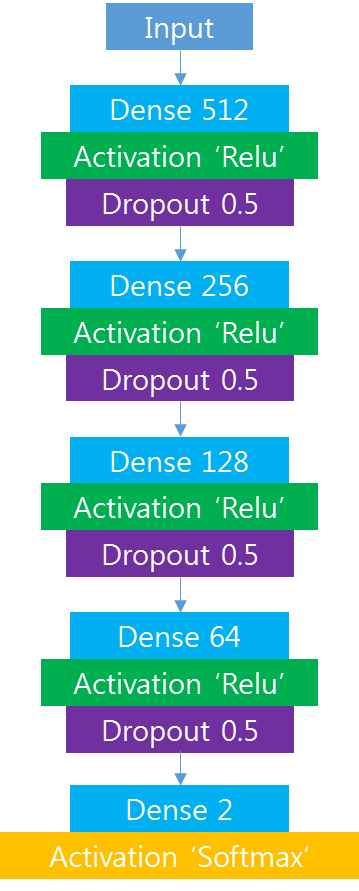 Input
Dense 512
Activation ‘Relu’
Dropout 0.5
Dense 256
Activation ‘Relu’
Dropout 0.5
Dense 128
Activation ‘Relu’
Dropout 0.5
Dense 64
Activation ‘Relu’
Dropout 0.5
Dense 2
Activation ‘Softmax’